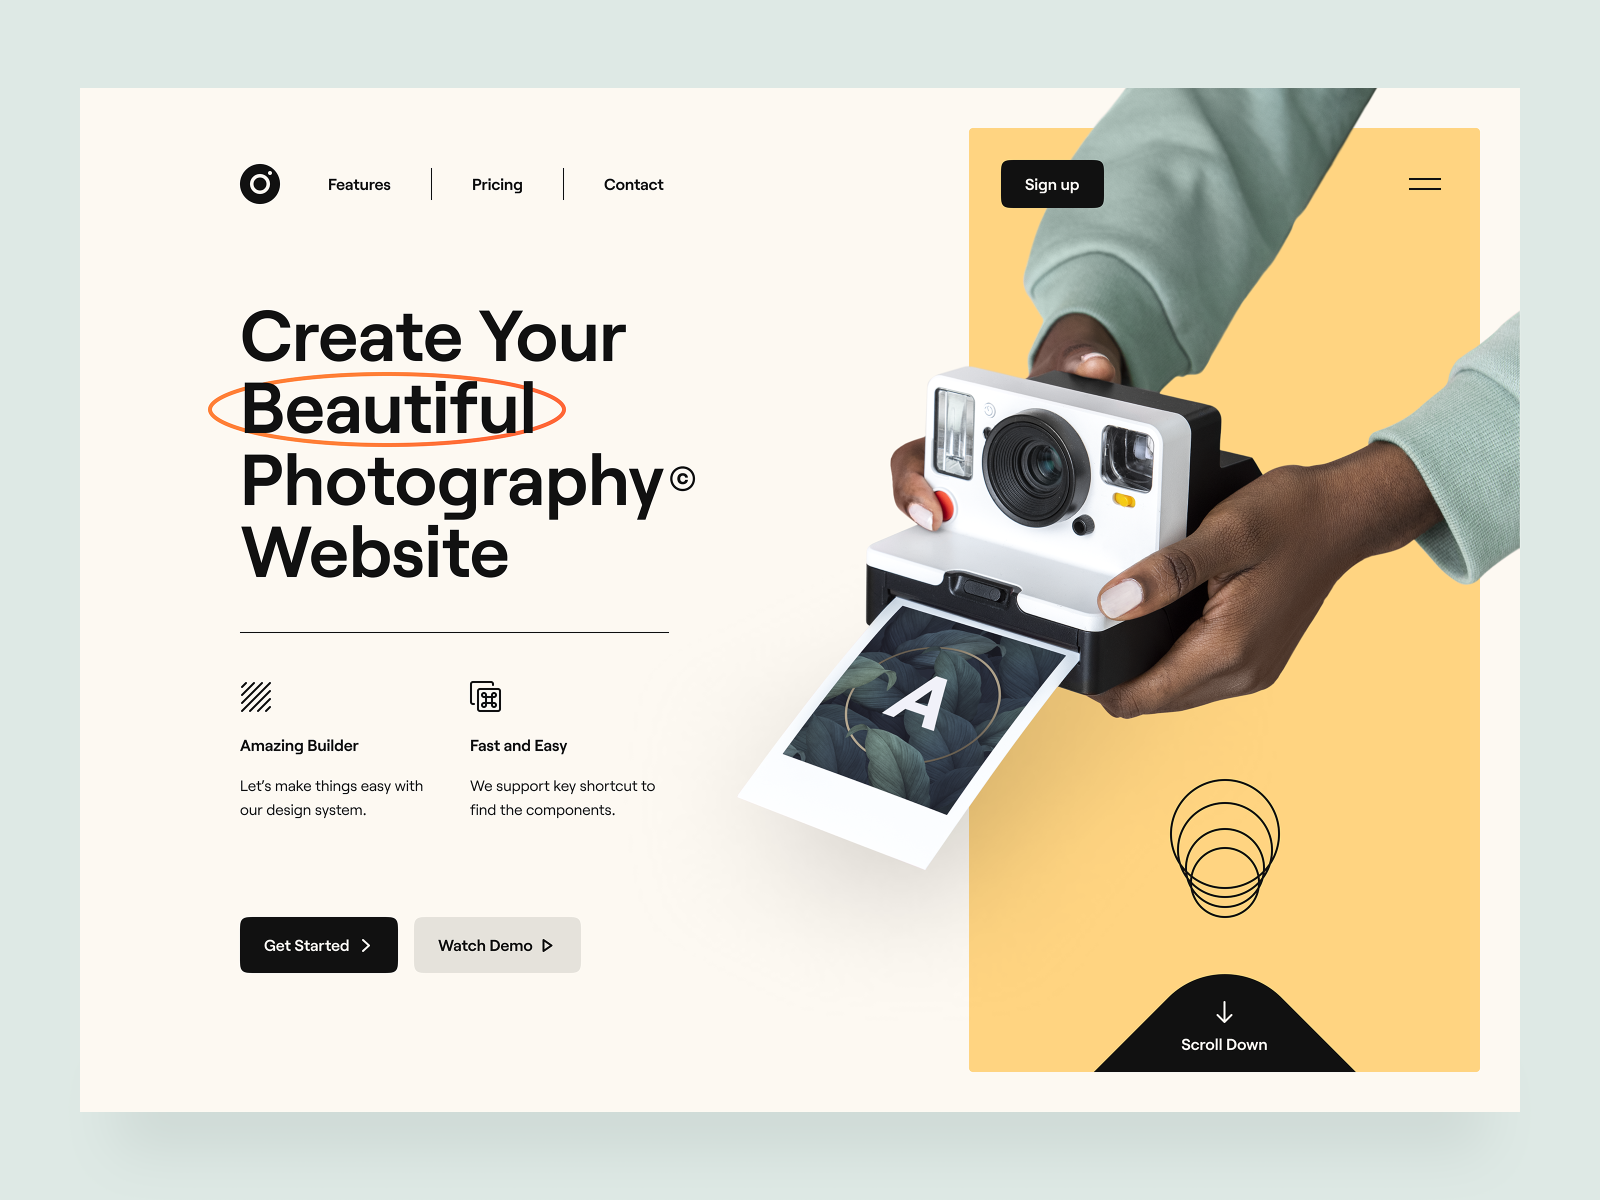 Features
Pricing
Contact
Sign up
Create Your
Beautiful
Photography©
Website
Amazing Builder
Let's make things easy with
our design system.
Fast and Easy
We support key shortcut to
find the components.
Get Started
Watch Demo
A
Scroll Down